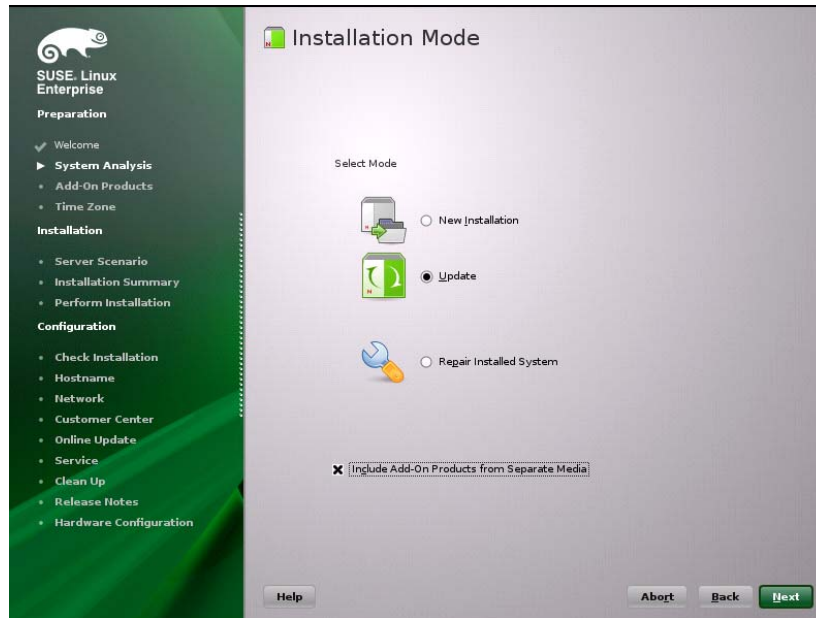 SUSE. Linux
Enterprise
Preparation
Welcome
System Analysis
Add-On Products
Time Zone
Installation
Server Scenario
Installation Summary
Perform Installation
Configuration
Check Installation
Hostname
Network
Customer Center
Online Update
Service
Clean Up
Release Notes
Hardware Configuration
Installation Mode
Select Mode
New Installation
Update
Repair Installed System
Include Add-On Products from Separate Media
Help
Abort
Back
Next